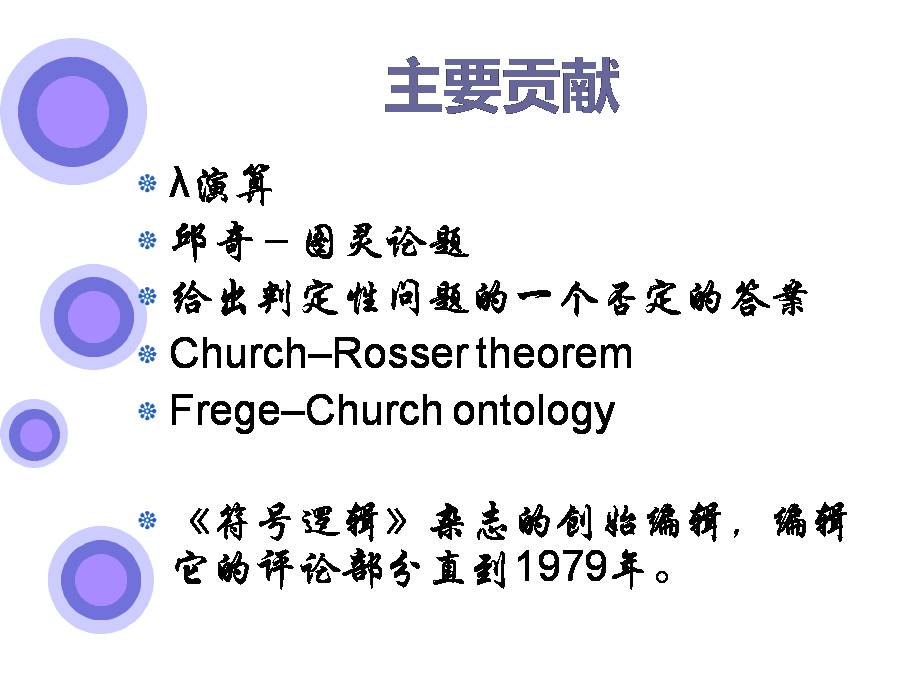 主要贡献
λ演算
邱奇–图灵论题
给出判定性问题的一个否定的答案
Church–Rosser theorem
Frege–Church ontology
《符号逻辑》杂志的创始编辑，编辑
它的评论部分直到1979年。